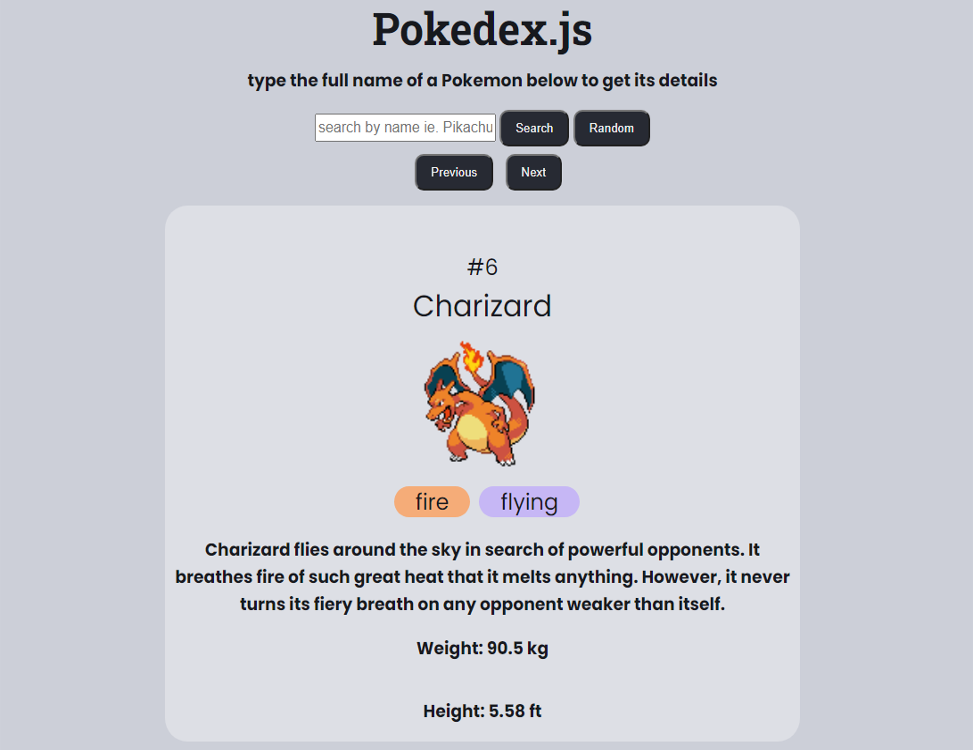 Pokedex.js
type the full name of a Pokemon below to get its details
search by name ie. Pikachu Search Random
Previous Next
#6
Charizard
fire flying
Charizard flies around the sky in search of powerful opponents. It
breathes fire of such great heat that it melts anything. However, it never
turns its fiery breath on any opponent weaker than itself.
Weight: 90.5 kg
Height: 5.58 ft